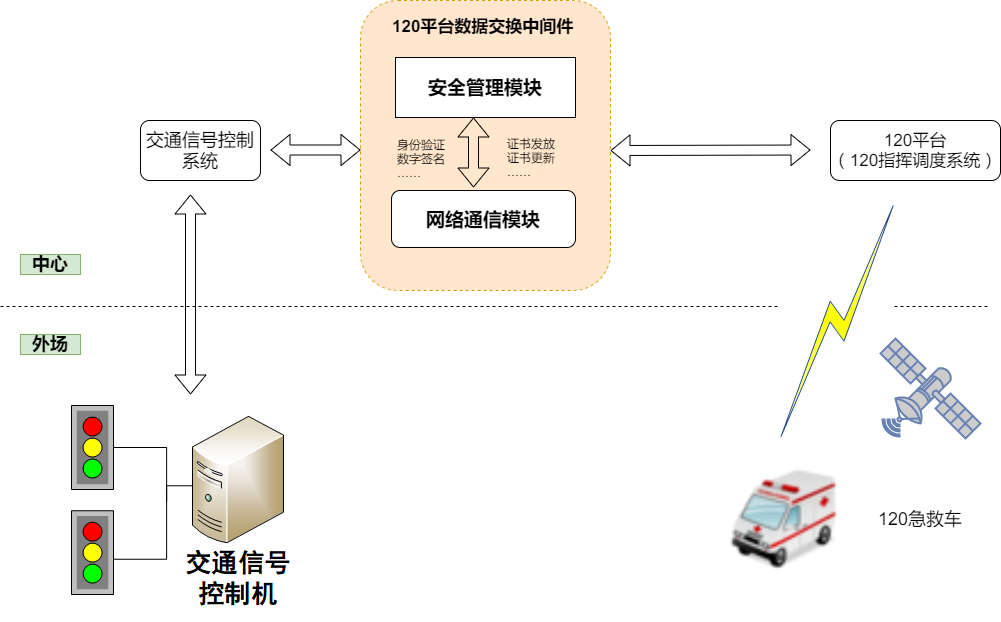 120平台数据交换中间件
安全管理模块
身份验证
数字签名
……
证书发放
证书更新
……
网络通信模块
交通信号控制
系统
120平台
（120指挥调度系统）
中心
外场
交通信号
控制机
120急救车